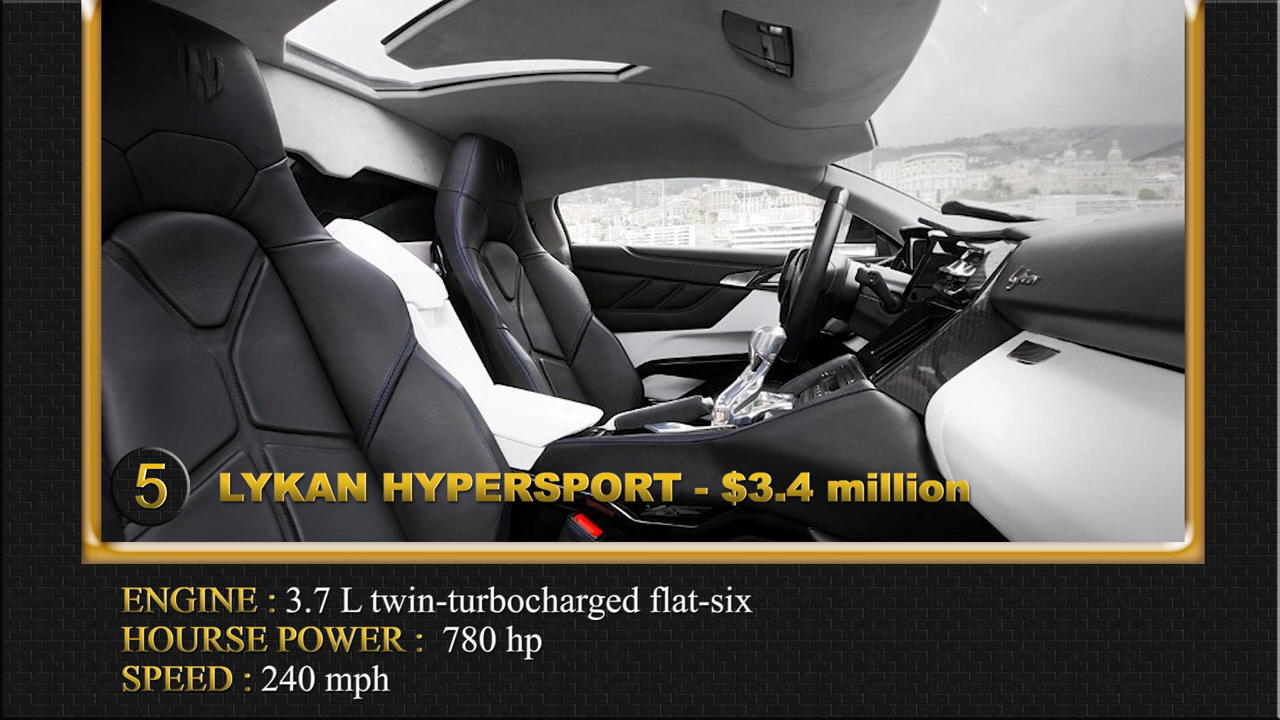 5 LYKAN HYPERSPORT - $3.4 million
ENGINE : 3.7 L twin-turbocharged flat-six
HOURSE POWER : 780 hp
SPEED : 240 mph